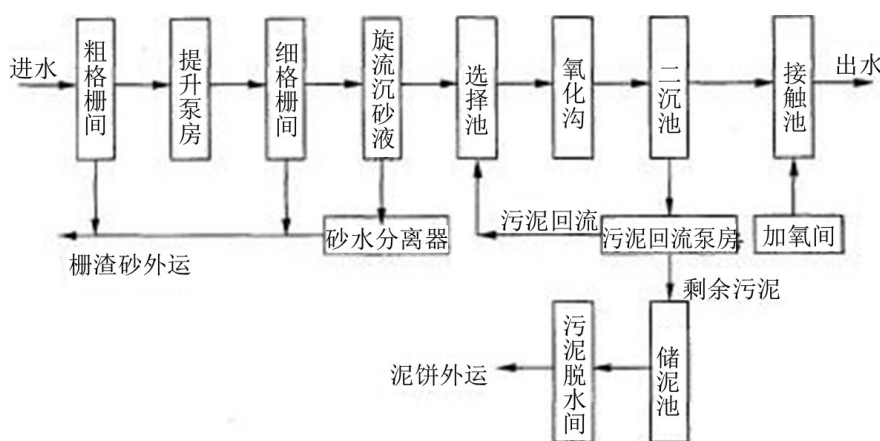 进水
粗格栅间
提升泵房
细格栅间
旋流沉砂液
选择池
氧化沟
二沉池
接触池
出水
栅渣砂外运
砂水分离器
污泥回流
污泥回流泵房
加氧间
剩余污泥
泥饼外运
污泥脱水间
储泥池